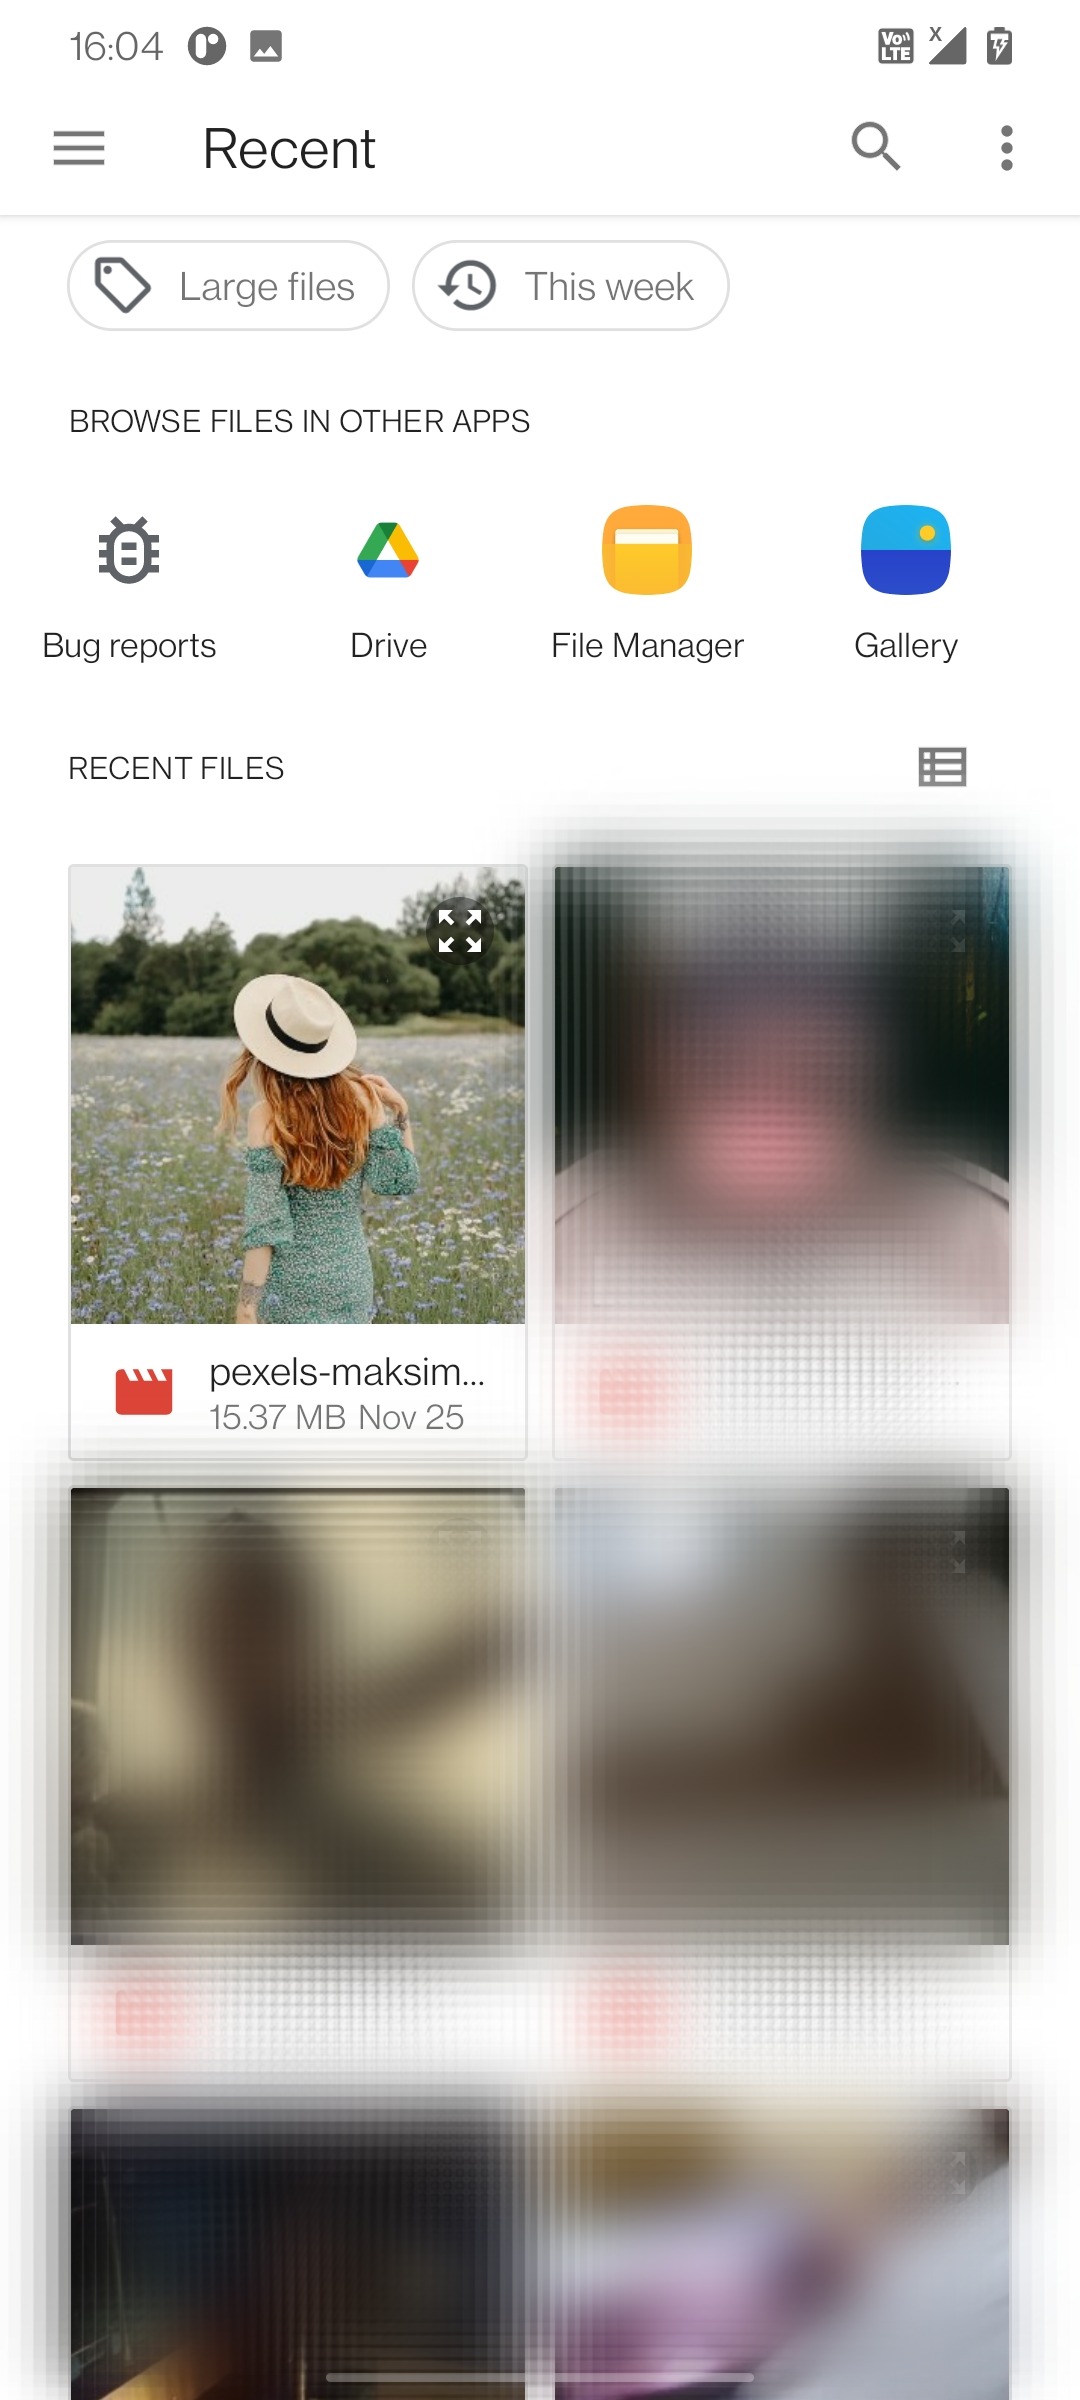 16:04
Vo
LTE
X
Recent
Large files
This week
BROWSE FILES IN OTHER APPS
Bug reports
Drive
File Manager
Gallery
RECENT FILES
pexels-maksim...
15.37 MB Nov 25